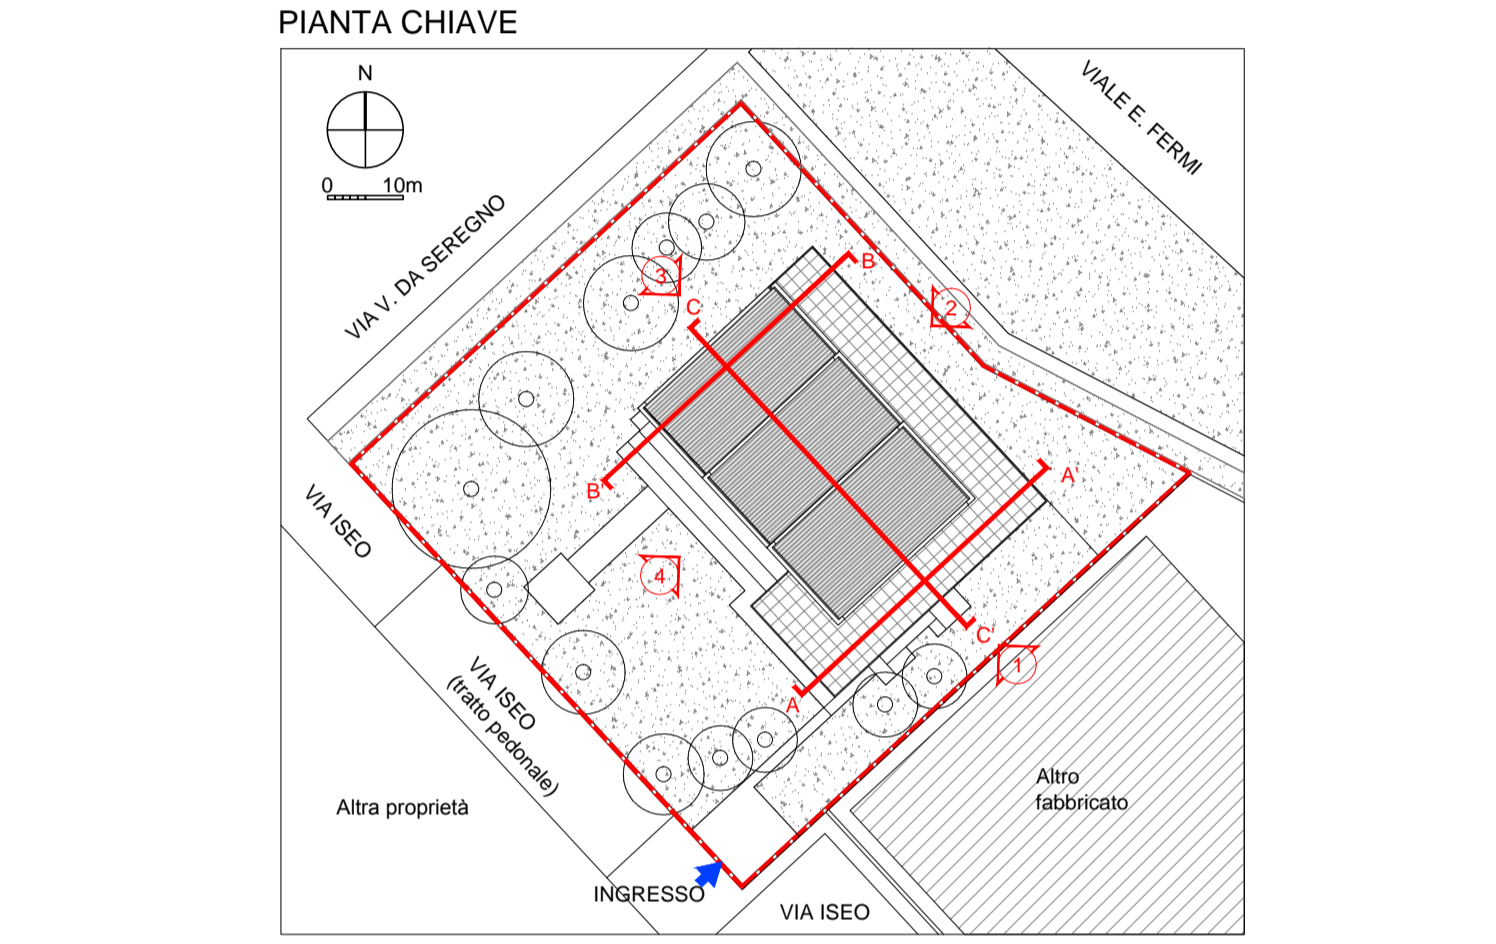 PIANTA CHIAVE
N
0 10m
VIALE E. FERMI
VIA V. DA SEREGNO
3
2
B
C
A'
B'
VIA ISEO
4
C'
1
A
VIA ISEO
(tratto pedonale)
Altra proprietà
Altro
fabbricato
INGRESSO
VIA ISEO